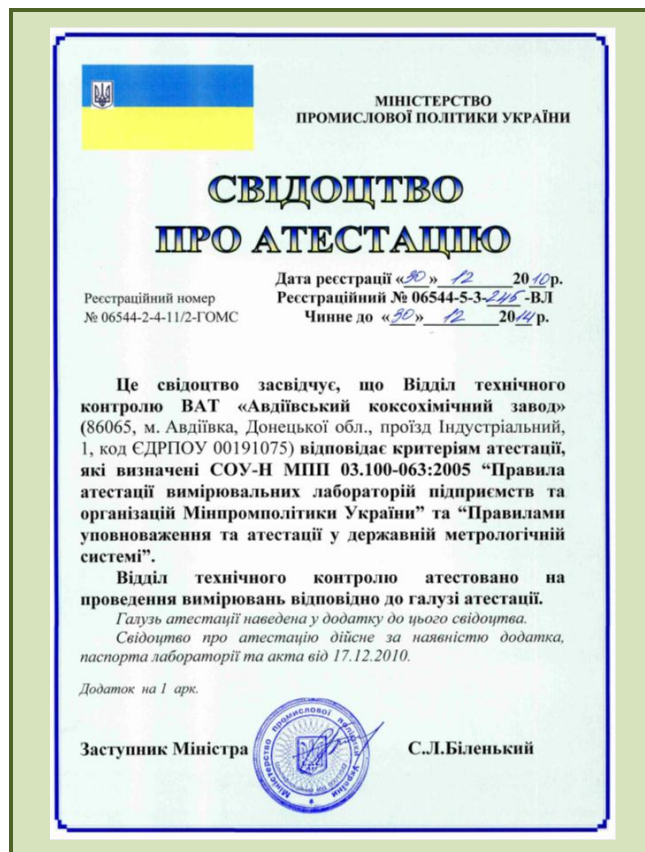 МІНІСТЕРСТВО
ПРОМИСЛОВОЇ ПОЛІТИКИ УКРАЇНИ
СВІДОЦТВО
ПРО АТЕСТАЦІЮ
Дата реєстрації «30» 12 2010р.
Реєстраційний номер
№ 06544-2-4-11/2-ГОМС
Реєстраційний № 06544-5-3-245-ВЛ
Чинне до «30» 12 2014 р.
Це свідоцтво засвідчує, що Відділ технічного
контролю ВАТ «Авдіївський коксохімічний завод»
(86065, м. Авдіївка, Донецької обл., проїзд Індустріальний,
1, код ЄДРПОУ 00191075) відповідає критеріям атестації,
які визначені СОУ-Н МПП 03.100-063:2005 “Правила
атестації вимірювальних лабораторій підприємств та
організацій Мінпромполітики України” та “Правилами
уповноваження та атестації у державній метрологічній
системі”.
Відділ технічного контролю атестовано на
проведення вимірювань відповідно до галузі атестації.
Галузь атестації наведена у додатку до цього свідоцтва.
Свідоцтво про атестацію дійсне за наявністю додатка,
паспорта лабораторії та акта від 17.12.2010.
Додаток на 1 арк.
Заступник Міністра
Міністерство промислової політики України
С.Л.Біленький